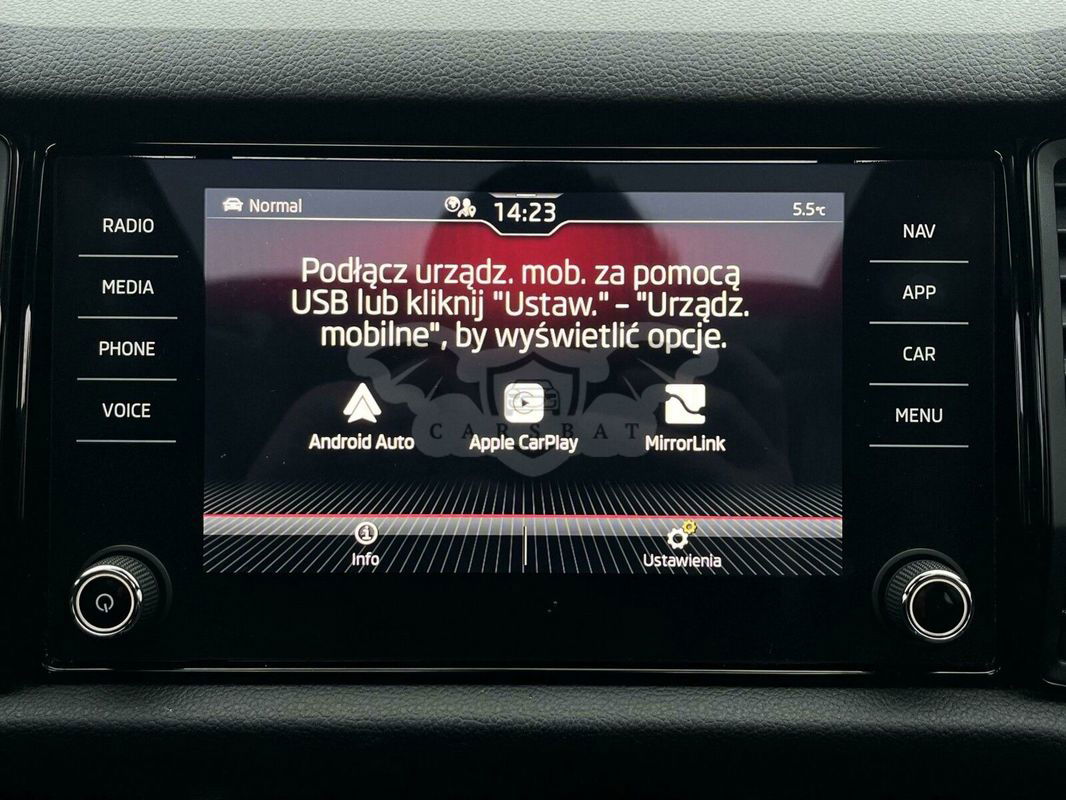 RADIO
MEDIA
PHONE
VOICE
Normal
14:23
5.5°C
Podłącz urządz. mob. za pomocą
USB lub kliknij "Ustaw." - "Urządz.
mobilne", by wyświetlić opcje.
Android Auto
Apple CarPlay
MirrorLink
CARSBAT
Info
Ustawienia
NAV
APP
CAR
MENU